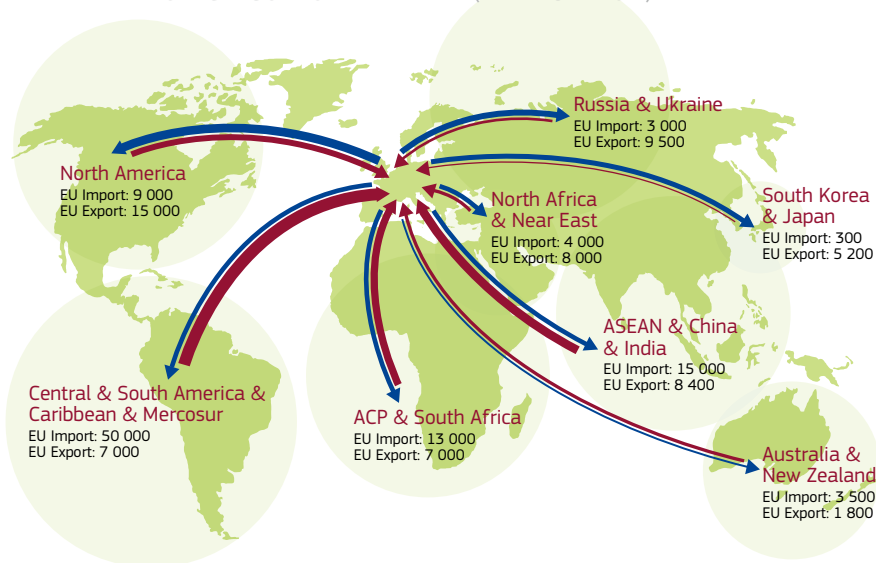 Russia & Ukraine
EU Import: 3 000
EU Export: 9 500
North America
EU Import: 9 000
EU Export: 15 000
North Africa
& Near East
EU Import: 4 000
EU Export: 8 000
South Korea
& Japan
EU Import: 300
EU Export: 5 200
ASEAN & China
& India
EU Import: 15 000
EU Export: 8 400
Central & South America &
Caribbean & Mercosur
EU Import: 50 000
EU Export: 7 000
ACP & South Africa
EU Import: 13 000
EU Export: 7 000
Australia &
New Zealand
EU Import: 3 500
EU Export: 1 800